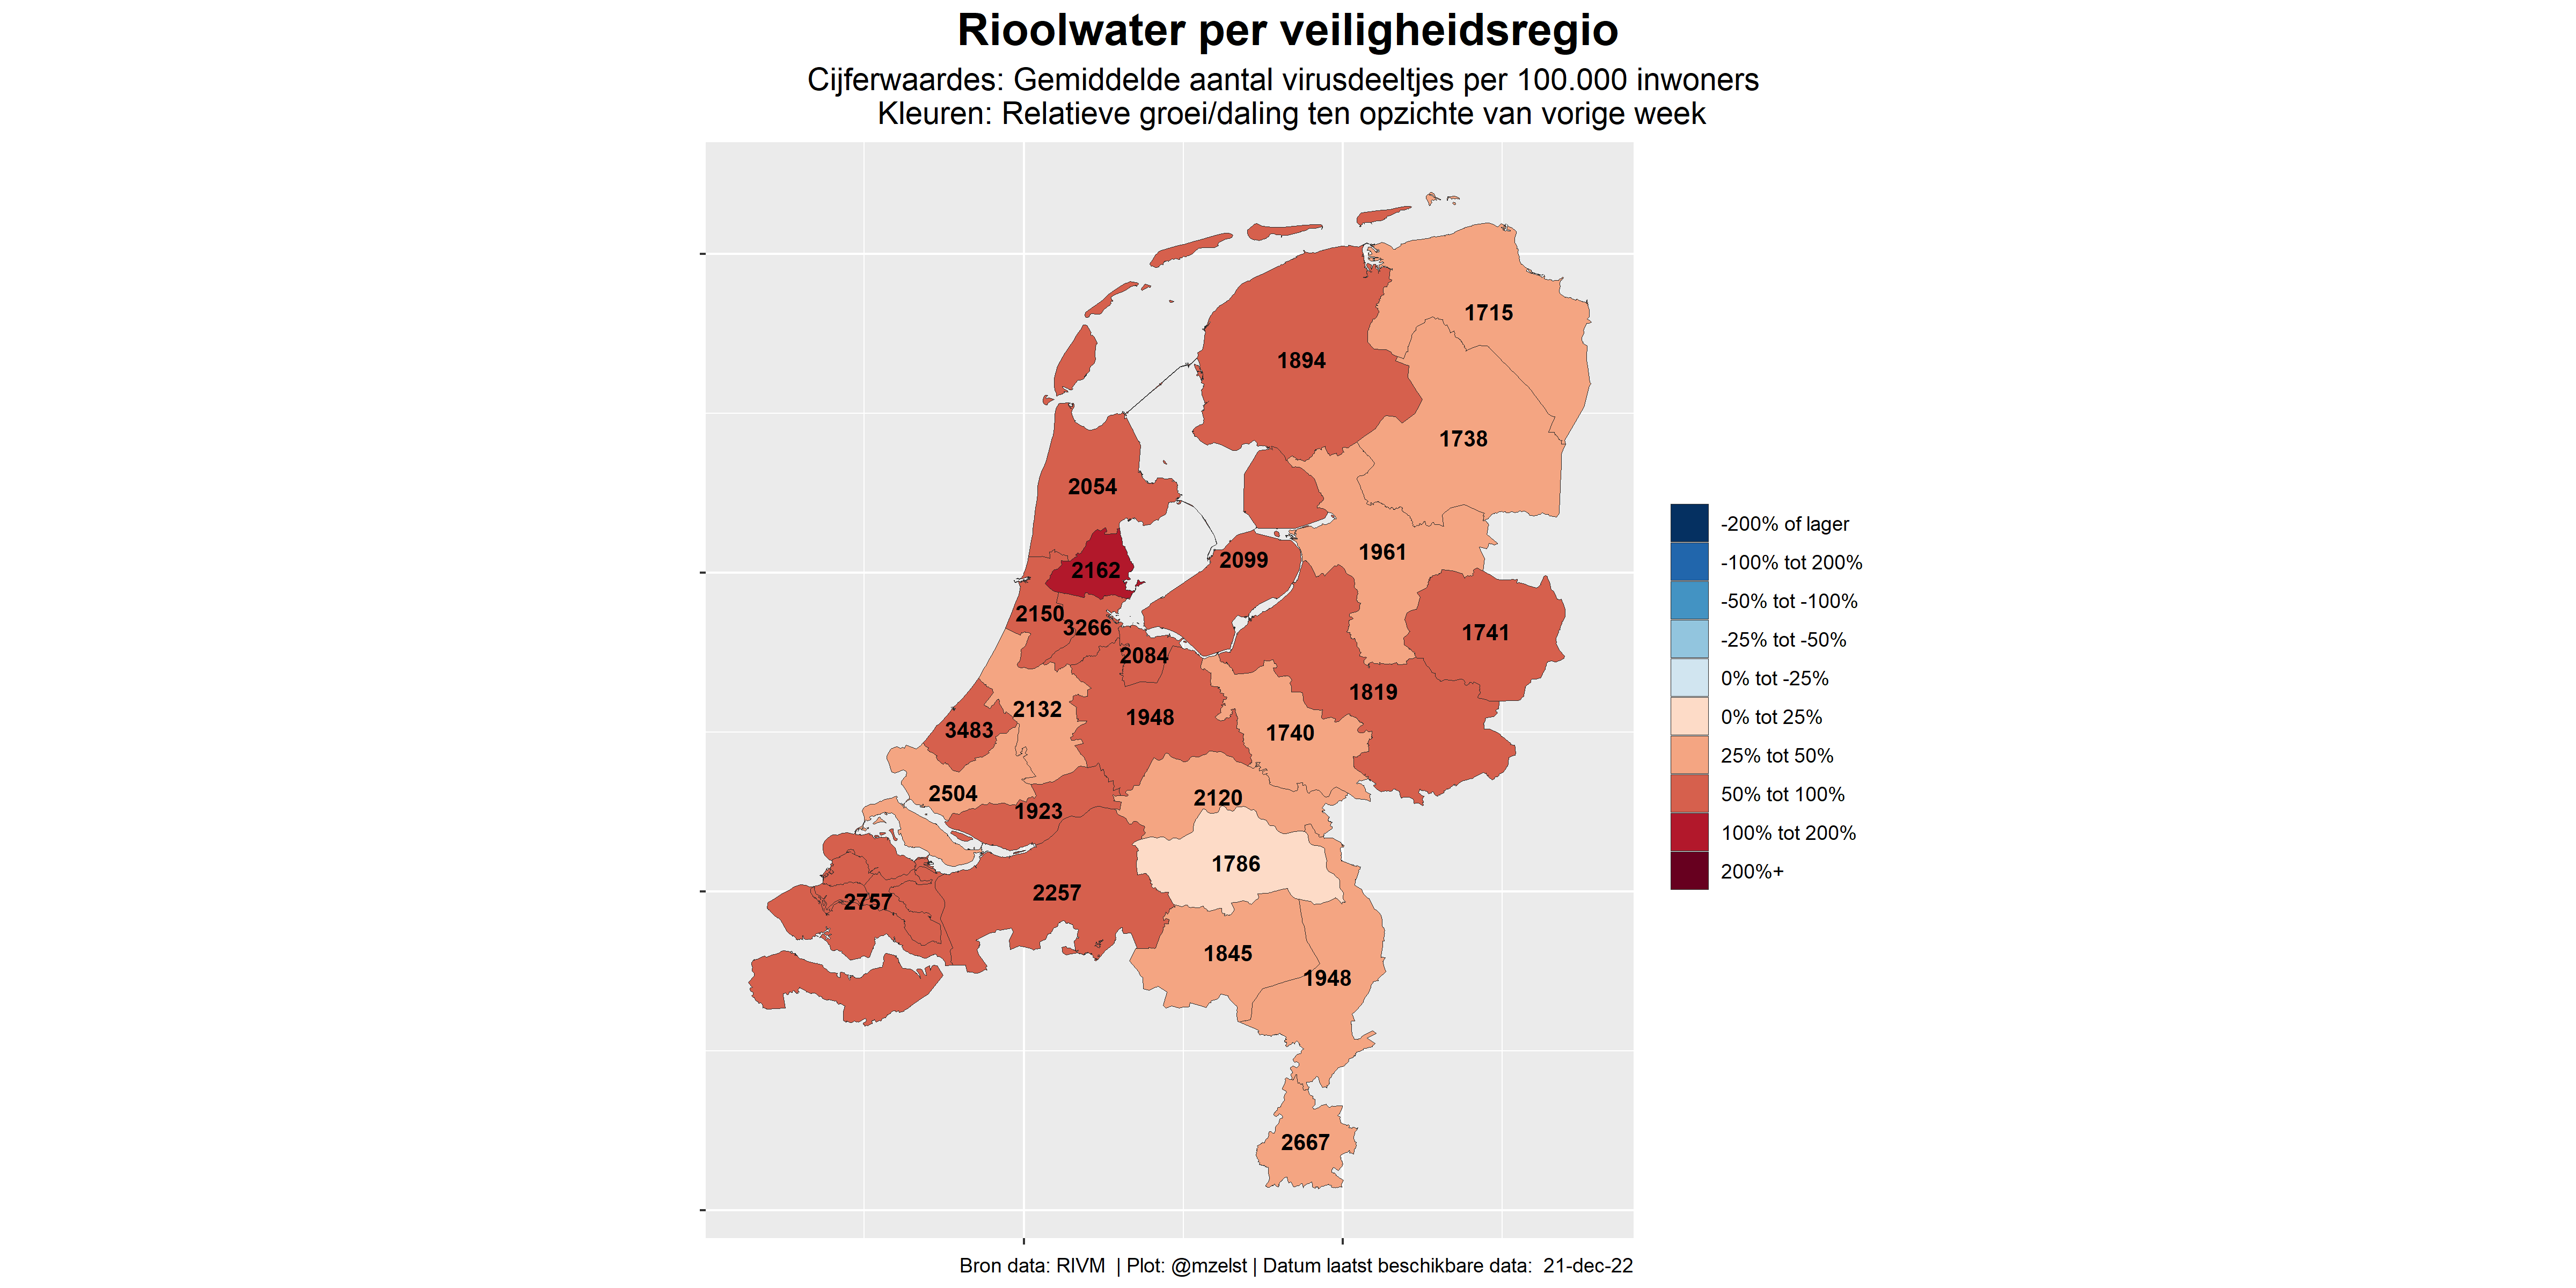 Rioolwater per veiligheidsregio
Cijferwaardes: Gemiddelde aantal virusdeeltjes per 100.000 inwoners
Kleuren: Relatieve groei/daling ten opzichte van vorige week
1715
1894
1738
2054
1961
2099
2162
2150
3266
1741
2084
1819
2132
1948
3483
1740
2504
2120
1923
1786
2257
2757
1845
1948
2667
-200% of lager
-100% tot 200%
-50% tot -100%
-25% tot -50%
0% tot -25%
0% tot 25%
25% tot 50%
50% tot 100%
100% tot 200%
200%+
Bron data: RIVM | Plot: @mzelst | Datum laatst beschikbare data: 21-dec-22